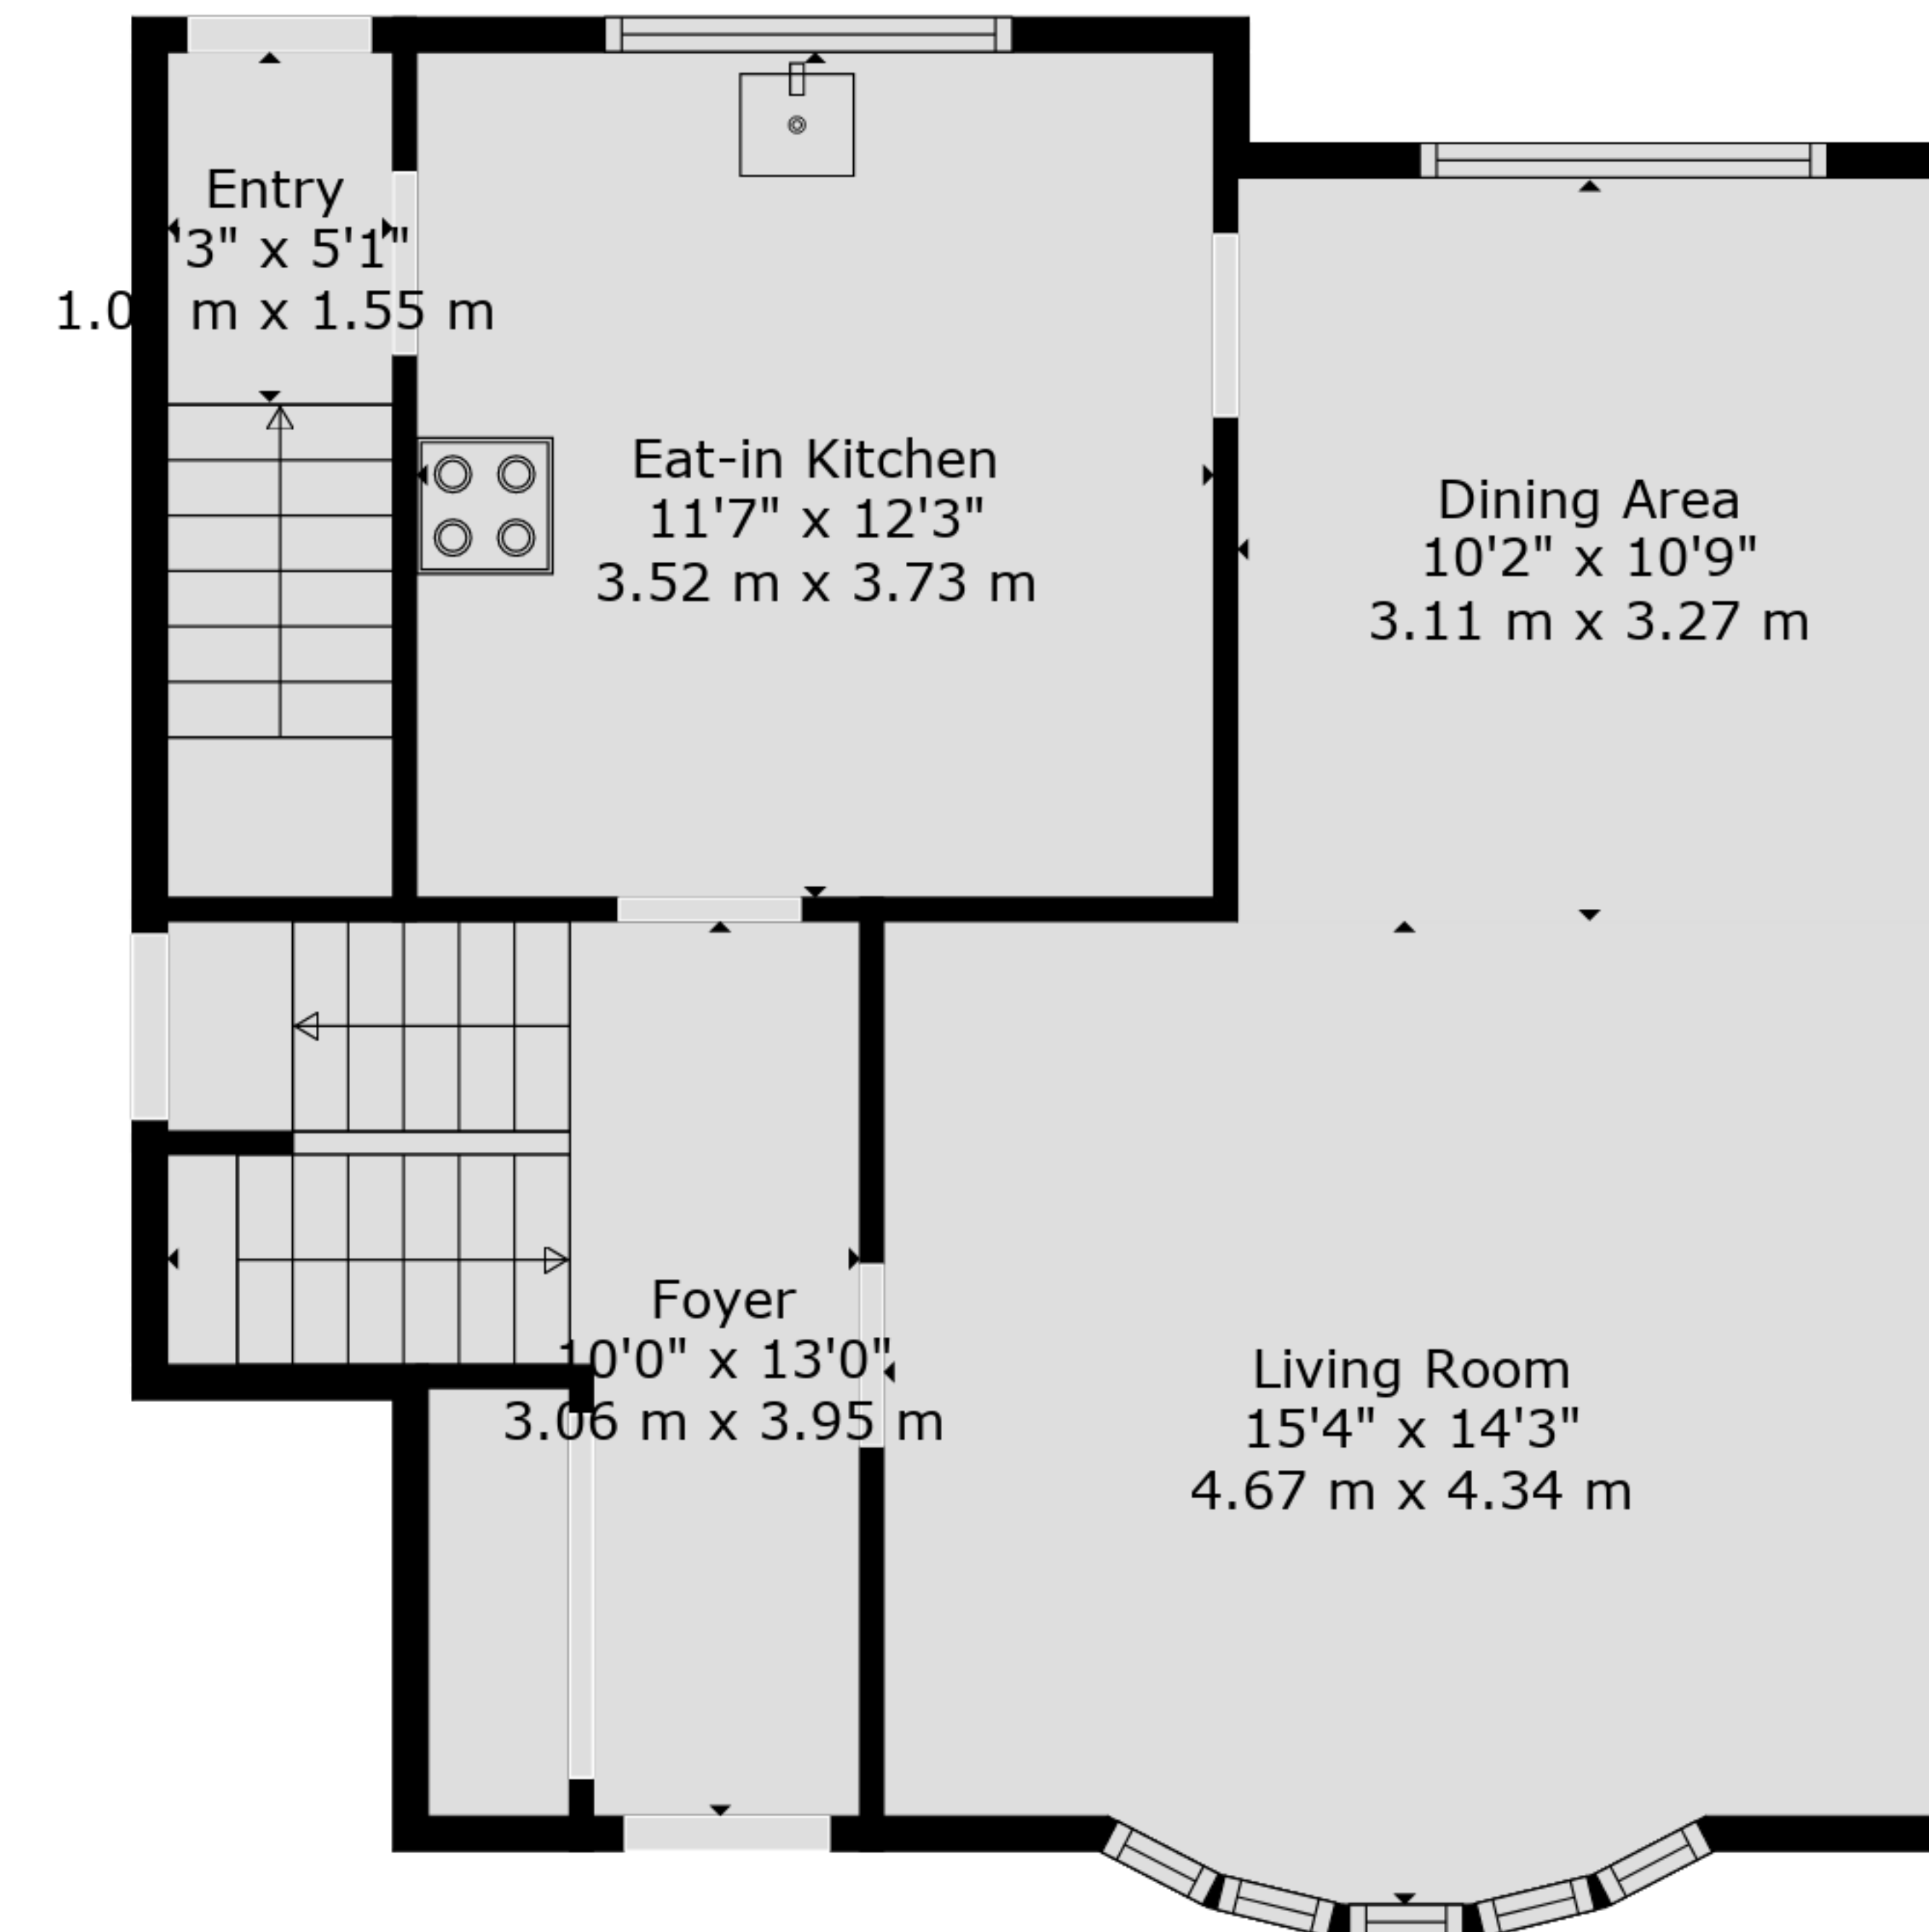 Entry
'3" x 5'1"
1.0 m x 1.55 m
Eat-in Kitchen
11'7" x 12'3"
3.52 m x 3.73 m
Dining Area
10'2" x 10'9"
3.11 m x 3.27 m
Foyer
10'0" x 13'0"
3.06 m x 3.95 m
Living Room
15'4" x 14'3"
4.67 m x 4.34 m